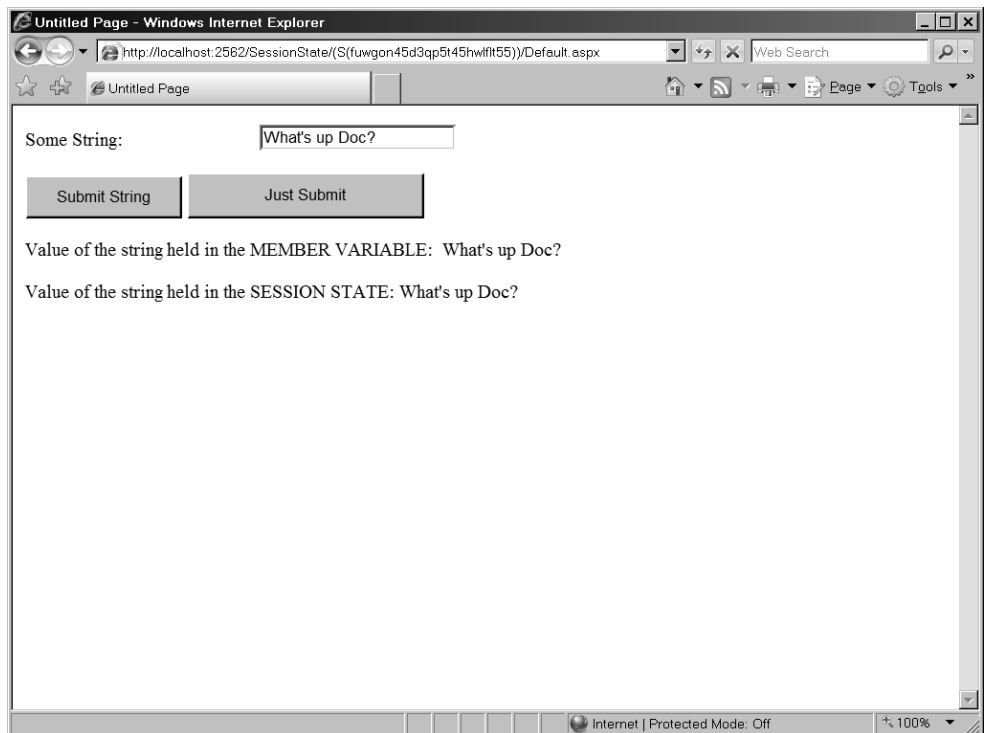 Untitled Page - Windows Internet Explorer
http://localhost:2562/SessionState/(S(fuwgon45d3qp5t45hwlflt55))/Default.aspx
Web Search
Untitled Page
Page
Tools
Some String: What's up Doc?
Submit String Just Submit
Value of the string held in the MEMBER VARIABLE: What's up Doc?
Value of the string held in the SESSION STATE: What's up Doc?
Internet | Protected Mode: Off
100%